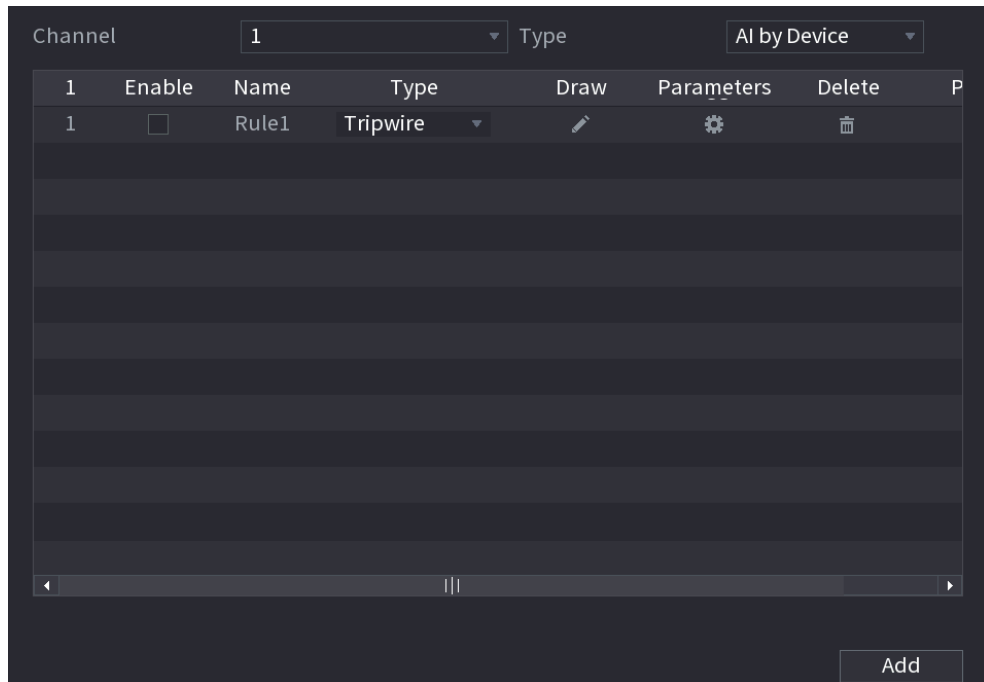 Channel 1 Type AI by Device
1 Enable Name Type Draw Parameters Delete P
1 Rule1 Tripwire
Add